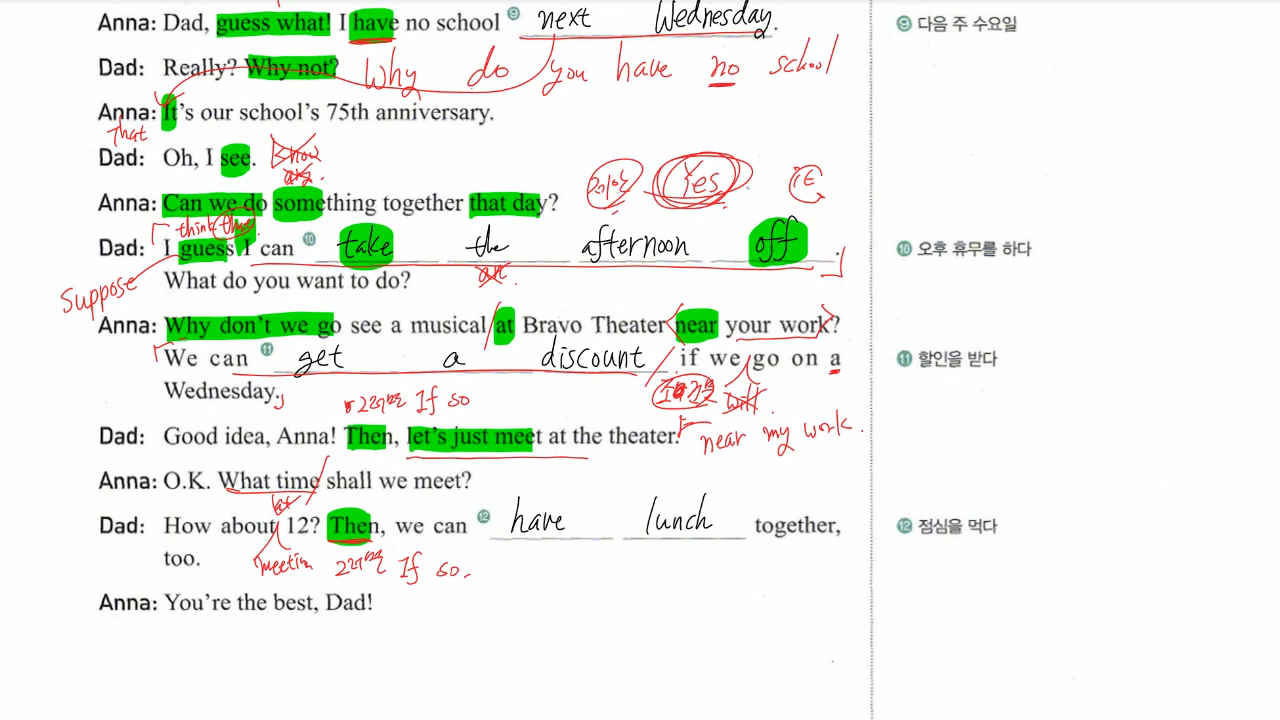 Anna: Dad, guess what! I have no school ⑨ next Wednesday. ⑨ 다음 주 수요일
Dad: Really? Why not? Why do you have no school
Anna: It's our school's 75th anniversary.
That
Dad: Oh, I see.
Anna: Can we do something together that day? Yes
think that
Dad: I guess I can ⑩ take the afternoon off. ⑩ 오후 휴무를 하다
Suppose
What do you want to do?
Anna: Why don't we go see a musical at Bravo Theater near your work?
We can ⑪ get a discount if we go on a ⑪ 할인을 받다
will
Wednesday.
그러면 If so
Dad: Good idea, Anna! Then, let's just meet at the theater. near my work.
Anna: O.K. What time shall we meet?
at
Dad: How about 12? Then, we can ⑫ have lunch together, ⑫ 점심을 먹다
too.
그러면 If so.
Anna: You're the best, Dad!